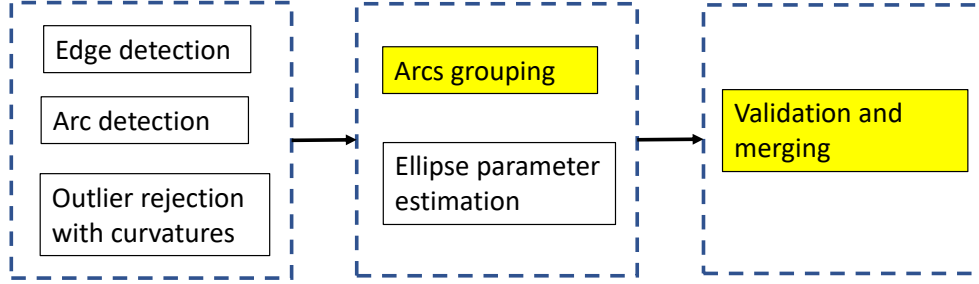 Edge detection
Arc detection
Outlier rejection
with curvatures
Arcs grouping
Ellipse parameter
estimation
Validation and
merging